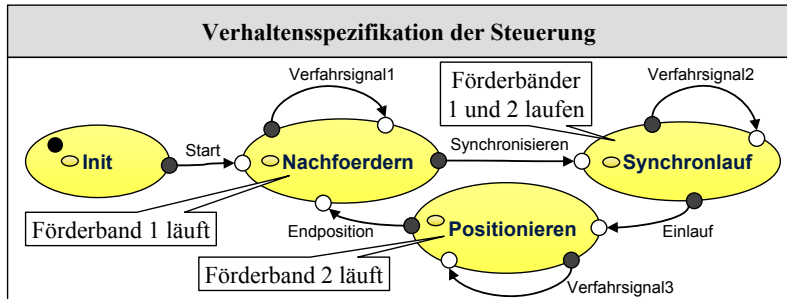 Verhaltensspezifikation der Steuerung
Verfahrsignal1
Förderbänder
1 und 2 laufen
Verfahrsignal2
Start
Synchronisieren
Init
Nachfoerdern
Synchronlauf
Förderband 1 läuft
Endposition
Positionieren
Einlauf
Förderband 2 läuft
Verfahrsignal3